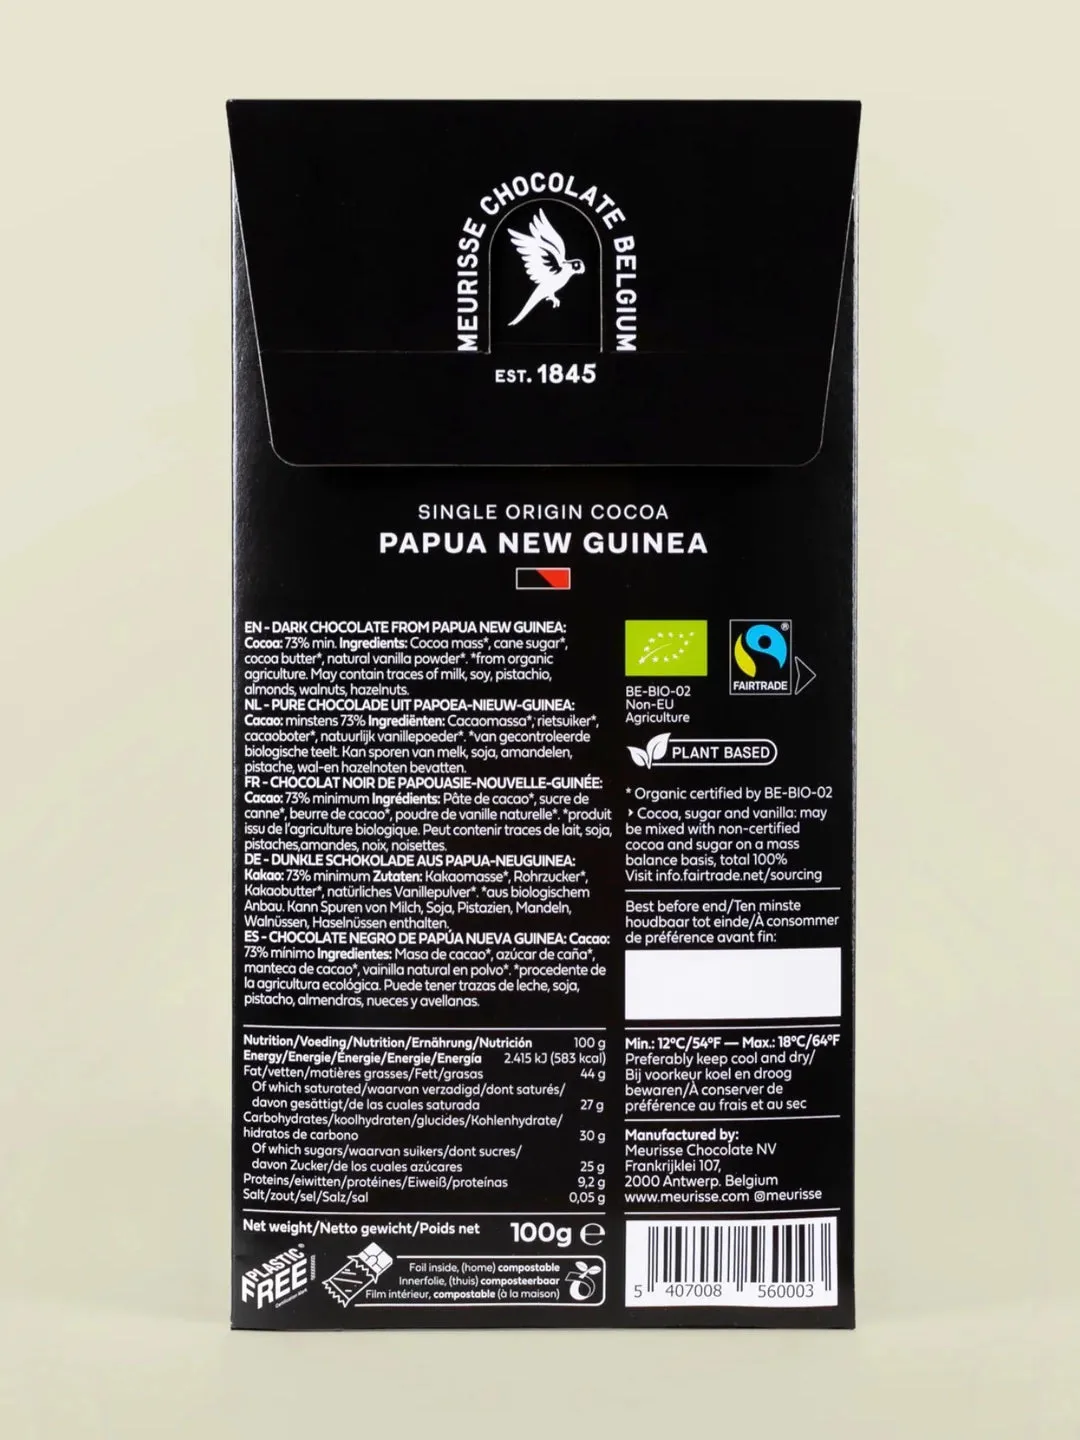 MEURISSE CHOCOLATE BELGIUM
EST. 1845
SINGLE ORIGIN COCOA
PAPUA NEW GUINEA
EN - DARK CHOCOLATE FROM PAPUA NEW GUINEA:
Cocoa: 73% min. Ingredients: Cocoa mass*, cane sugar*,
cocoa butter*, natural vanilla powder*. *from organic
agriculture. May contain traces of milk, soy, pistachio,
almonds, walnuts, hazelnuts.
NL - PURE CHOCOLADE UIT PAPOEA-NIEUW-GUINEA:
Cacao: minstens 73% Ingrediënten: Cacaomassa*, rietsuiker*,
cacaoboter*, natuurlijk vanillepoeder*. *van gecontroleerde
biologische teelt. Kan sporen van melk, soja, amandelen,
pistache, wal-en hazelnoten bevatten.
FR - CHOCOLAT NOIR DE PAPOUASIE-NOUVELLE-GUINÉE:
Cacao: 73% minimum Ingrédients: Pâte de cacao*, sucre de
canne*, beurre de cacao*, poudre de vanille naturelle*. *produit
issu de l'agriculture biologique. Peut contenir traces de lait, soja,
pistaches,amandes, noix, noisettes.
DE - DUNKLE SCHOKOLADE AUS PAPUA-NEUGUINEA:
Kakao: 73% minimum Zutaten: Kakaomasse*, Rohrzucker*,
Kakaobutter*, natürliches Vanillepulver*. *aus biologischem
Anbau. Kann Spuren von Milch, Soja, Pistazien, Mandeln,
Walnüssen, Haselnüssen enthalten.
ES - CHOCOLATE NEGRO DE PAPÚA NUEVA GUINEA: Cacao:
73% mínimo Ingredientes: Masa de cacao*, azúcar de caña*,
manteca de cacao*, vainilla natural en polvo*. *procedente de
la agricultura ecológica. Puede tener trazas de leche, soja,
pistacho, almendras, nueces y avellanas.
BE-BIO-02
Non-EU
Agriculture
FAIRTRADE ®
PLANT BASED
* Organic certified by BE-BIO-02
› Cocoa, sugar and vanilla: may
be mixed with non-certified
cocoa and sugar on a mass
balance basis, total 100%
Visit info.fairtrade.net/sourcing
Best before end/Ten minste
houdbaar tot einde/À consommer
de préférence avant fin:
Nutrition/Voeding/Nutrition/Ernährung/Nutrición 100 g
Energy/Energie/Énergie/Energie/Energía 2.415 kJ (583 kcal)
Fat/vetten/matières grasses/Fett/grasas 44 g
Of which saturated/waarvan verzadigd/dont saturés/
davon gesättigt/de las cuales saturada 27 g
Carbohydrates/koolhydraten/glucides/Kohlenhydrate/
hidratos de carbono 30 g
Of which sugars/waarvan suikers/dont sucres/
davon Zucker/de los cuales azúcares 25 g
Proteins/eiwitten/protéines/Eiweiß/proteínas 9,2 g
Salt/zout/sel/Salz/sal 0,05 g
Min.: 12ºC/54ºF — Max.: 18ºC/64ºF
Preferably keep cool and dry/
Bij voorkeur koel en droog
bewaren/À conserver de
préférence au frais et au sec
Manufactured by:
Meurisse Chocolate NV
Frankrijklei 107,
2000 Antwerp. Belgium
www.meurisse.com @meurisse
Net weight/Netto gewicht/Poids net 100g ℮
PLASTIC
FREE
Certification Mark
Foil inside, (home) compostable
Innerfolie, (thuis) composteerbaar
Film intérieur, compostable (à la maison)
5 407008 560003